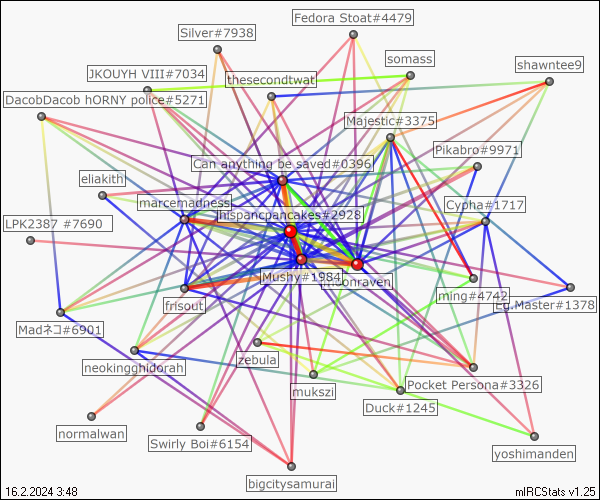 Fedora Stoat#4479
Silver#7938
somass
shawntee9
JKOUYH VIII#7034
thesecondtwat
DacobDacob hORNY police#5271
Majestic#3375
Pikabro#9971
Can anything be saved#0396
eliakith
marcemadness
Cypha#1717
hispanicpancakes#2928
LPK2387 #7690
Mushy#1984
ming#4742
frisout
Eg.Master#1378
Madネコ#6901
zebula
neokingghidorah
mukszi
Pocket Persona#3326
Duck#1245
normalwan
Swirly Boi#6154
yoshimanden
bigcitysamurai
16.2.2024 3:48
mIRCStats v1.25